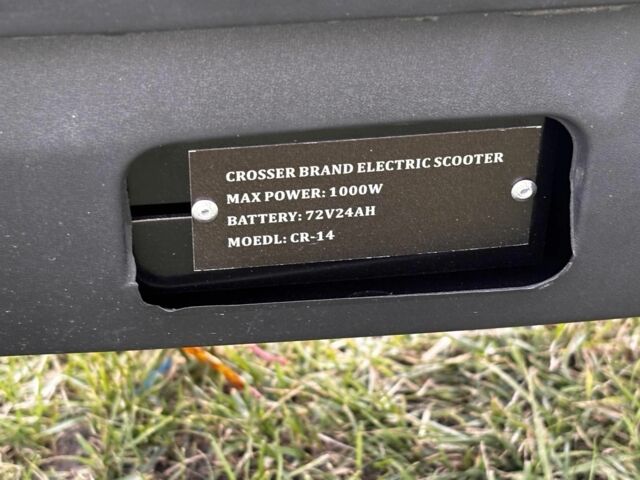 CROSSER BRAND ELECTRIC SCOOTER
MAX POWER: 1000W
BATTERY: 72V24AH
MOEDL: CR-14